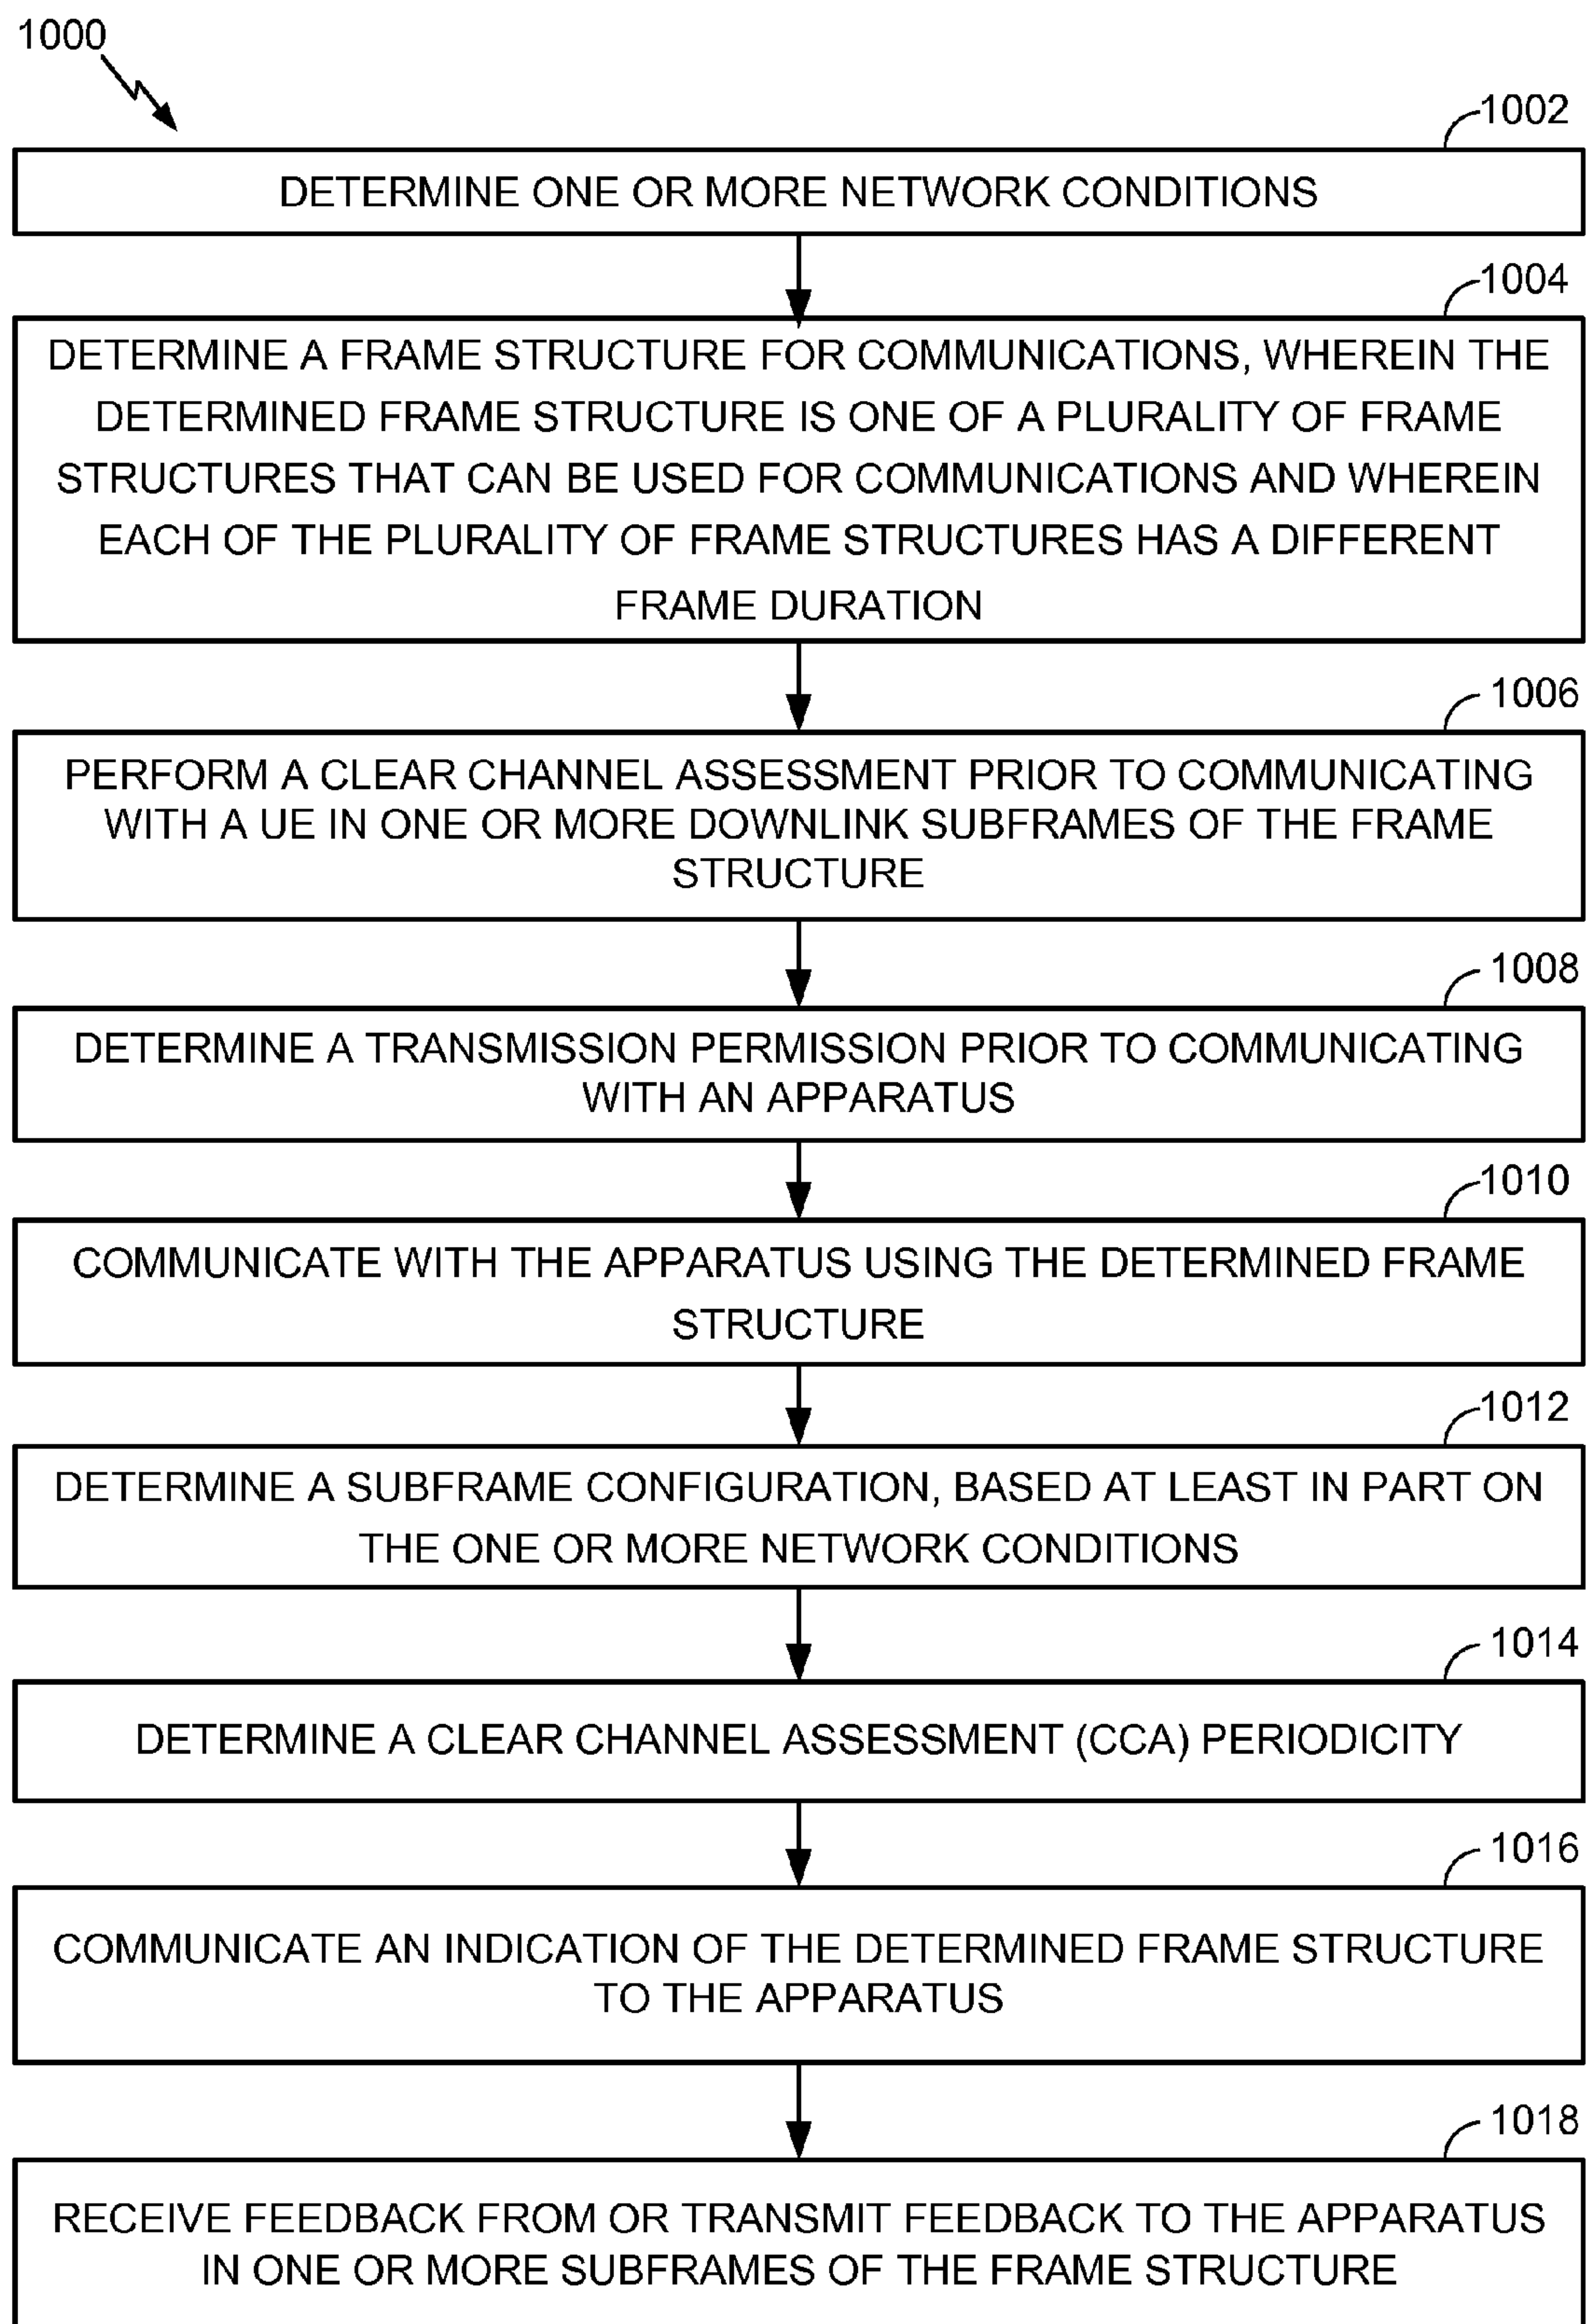 1000
1002
DETERMINE ONE OR MORE NETWORK CONDITIONS
1004
DETERMINE A FRAME STRUCTURE FOR COMMUNICATIONS, WHEREIN THE
DETERMINED FRAME STRUCTURE IS ONE OF A PLURALITY OF FRAME
STRUCTURES THAT CAN BE USED FOR COMMUNICATIONS AND WHEREIN
EACH OF THE PLURALITY OF FRAME STRUCTURES HAS A DIFFERENT
FRAME DURATION
1006
PERFORM A CLEAR CHANNEL ASSESSMENT PRIOR TO COMMUNICATING
WITH A UE IN ONE OR MORE DOWNLINK SUBFRAMES OF THE FRAME
STRUCTURE
1008
DETERMINE A TRANSMISSION PERMISSION PRIOR TO COMMUNICATING
WITH AN APPARATUS
1010
COMMUNICATE WITH THE APPARATUS USING THE DETERMINED FRAME
STRUCTURE
1012
DETERMINE A SUBFRAME CONFIGURATION, BASED AT LEAST IN PART ON
THE ONE OR MORE NETWORK CONDITIONS
1014
DETERMINE A CLEAR CHANNEL ASSESSMENT (CCA) PERIODICITY
1016
COMMUNICATE AN INDICATION OF THE DETERMINED FRAME STRUCTURE
TO THE APPARATUS
1018
RECEIVE FEEDBACK FROM OR TRANSMIT FEEDBACK TO THE APPARATUS
IN ONE OR MORE SUBFRAMES OF THE FRAME STRUCTURE